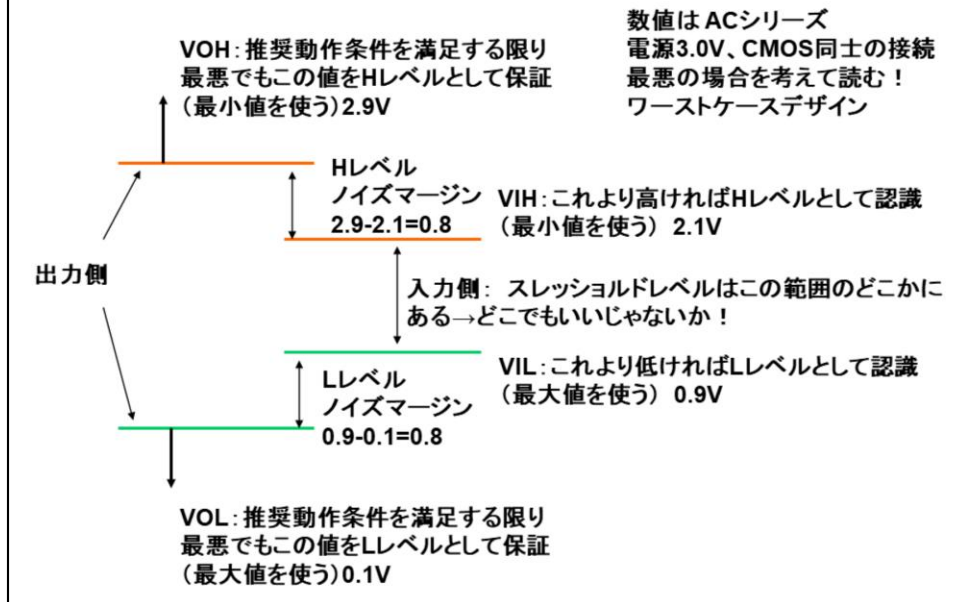 数値は ACシリーズ
電源3.0V、CMOS同士の接続
最悪の場合を考えて読む！
ワーストケースデザイン
VOH：推奨動作条件を満足する限り
最悪でもこの値をHレベルとして保証
（最小値を使う）2.9V
Hレベル
ノイズマージン
2.9-2.1=0.8
VIH：これより高ければHレベルとして認識
（最小値を使う） 2.1V
出力側
入力側： スレッショルドレベルはこの範囲のどこかに
ある→どこでもいいじゃないか！
VIL：これより低ければLレベルとして認識
（最大値を使う） 0.9V
Lレベル
ノイズマージン
0.9-0.1=0.8
VOL：推奨動作条件を満足する限り
最悪でもこの値をLレベルとして保証
（最大値を使う）0.1V